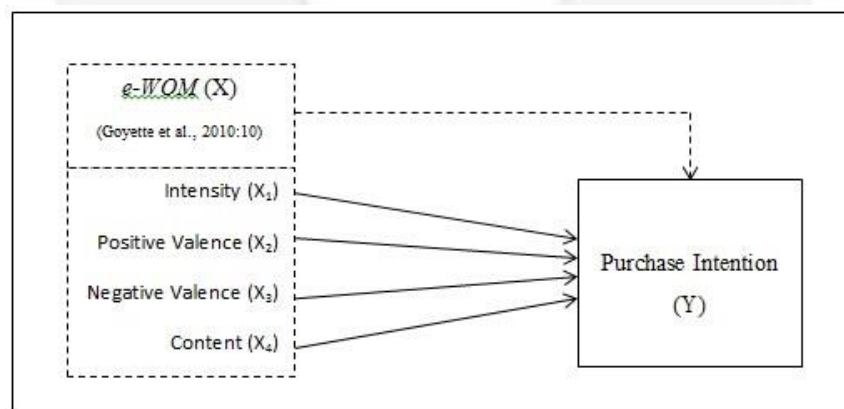 e-WOM (X)
(Goyette et al., 2010:10)
Intensity (X₁)
Positive Valence (X₂)
Negative Valence (X₃)
Content (X₄)
Purchase Intention
(Y)